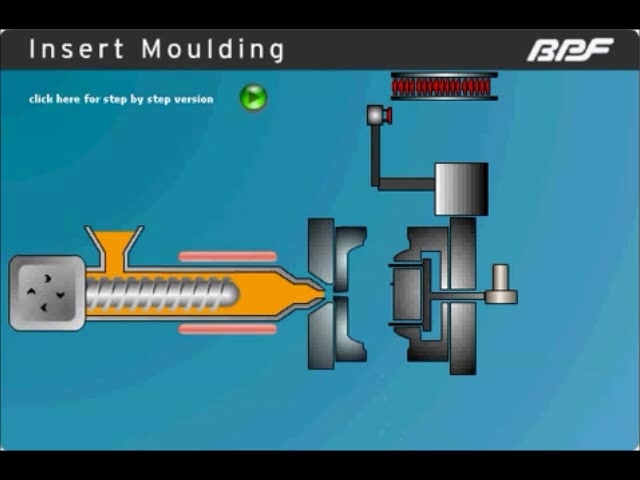 Insert Moulding
BPF
click here for step by step version